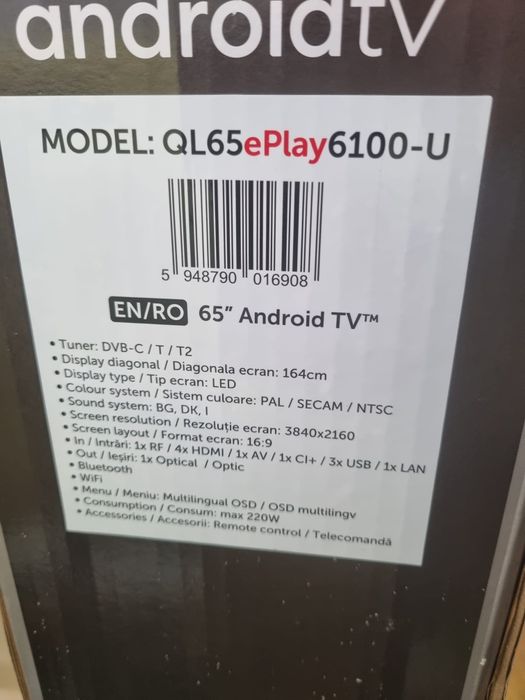 androidtv
MODEL: QL65ePlay6100-U
5 948790 016908
EN/RO 65” Android TV™
• Tuner: DVB-C / T / T2
• Display diagonal / Diagonala ecran: 164cm
• Display type / Tip ecran: LED
• Colour system / Sistem culoare: PAL / SECAM / NTSC
• Sound system: BG, DK, I
• Screen resolution / Rezoluție ecran: 3840x2160
• Screen layout / Format ecran: 16:9
• In / Intrări: 1x RF / 4x HDMI / 1x AV / 1x CI+ / 3x USB / 1x LAN
• Out / Ieșiri: 1x Optical / Optic
• Bluetooth
• WiFi
• Menu / Meniu: Multilingual OSD / OSD multilingv
• Consumption / Consum: max 220W
• Accessories / Accesorii: Remote control / Telecomandă